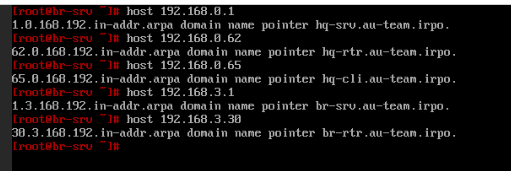 [root@br-srv ~]# host 192.168.0.1
1.0.168.192.in-addr.arpa domain name pointer hq-srv.au-team.irpo.
[root@br-srv ~]# host 192.168.0.62
62.0.168.192.in-addr.arpa domain name pointer hq-rtr.au-team.irpo.
[root@br-srv ~]# host 192.168.0.65
65.0.168.192.in-addr.arpa domain name pointer hq-cli.au-team.irpo.
[root@br-srv ~]# host 192.168.3.1
1.3.168.192.in-addr.arpa domain name pointer br-srv.au-team.irpo.
[root@br-srv ~]# host 192.168.3.30
30.3.168.192.in-addr.arpa domain name pointer br-rtr.au-team.irpo.
[root@br-srv ~]#